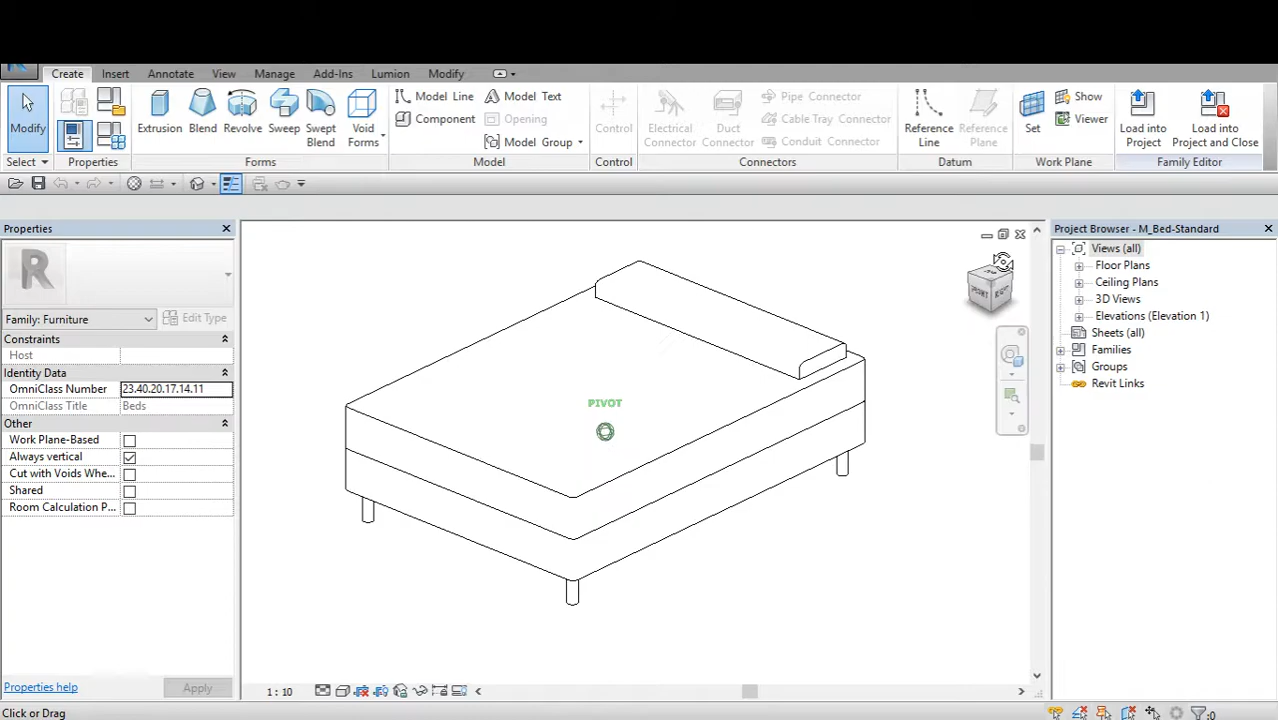 Create Insert Annotate View Manage Add-Ins Lumion Modify
Modify
Extrusion Blend Revolve Sweep Swept Blend Void Forms
Model Line Model Text
Component Opening
Model Group
Control
Electrical Connector Duct Connector
Pipe Connector
Cable Tray Connector
Conduit Connector
Reference Line Reference Plane
Set Show
Viewer
Load into Project Load into Project and Close
Select Properties Forms Model Control Connectors Datum Work Plane Family Editor
Properties
R
Family: Furniture Edit Type
Constraints
Host
Identity Data
OmniClass Number 23.40.20.17.14.11
OmniClass Title Beds
Other
Work Plane-Based
Always vertical
Cut with Voids Whe...
Shared
Room Calculation P...
Properties help Apply
PIVOT
FRONT
1 : 10
Project Browser - M_Bed-Standard
Views (all)
Floor Plans
Ceiling Plans
3D Views
Elevations (Elevation 1)
Sheets (all)
Families
Groups
Revit Links
Click or Drag
:0